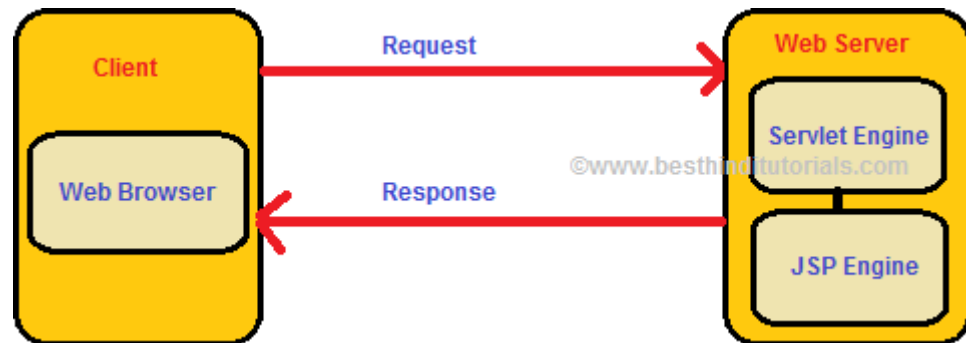 Client
Web Browser
Request
Response
Web Server
Servlet Engine
©www.besthinditutorials.com
JSP Engine